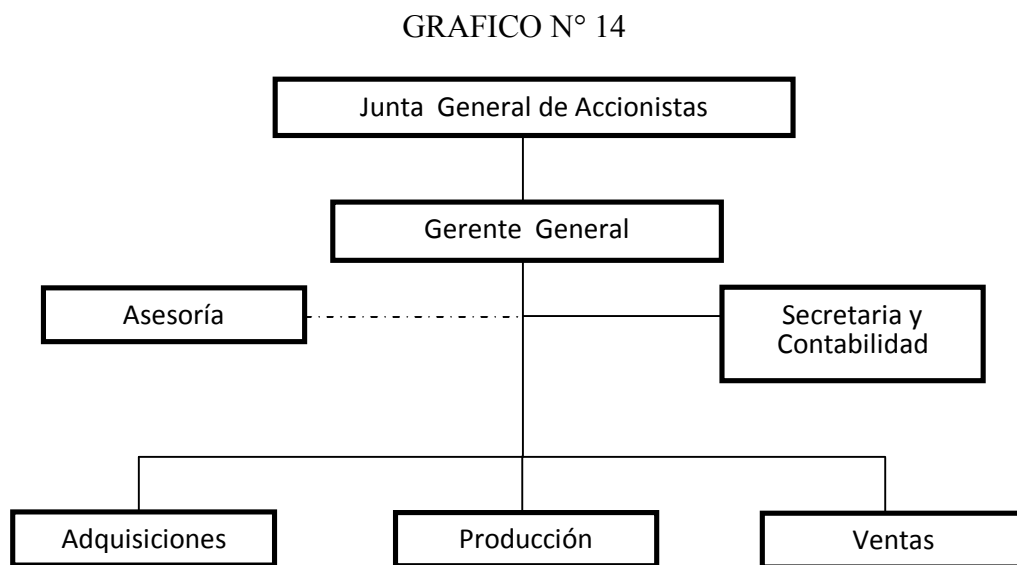 GRAFICO N° 14
Junta General de Accionistas
Gerente General
Asesoría
Secretaria y
Contabilidad
Adquisiciones
Producción
Ventas